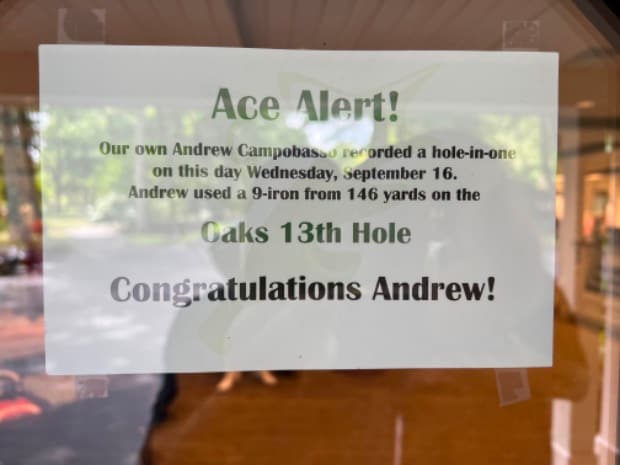 Ace Alert!
Our own Andrew Campobasso recorded a hole-in-one
on this day Wednesday, September 16.
Andrew used a 9-iron from 146 yards on the
Oaks 13th Hole
Congratulations Andrew!